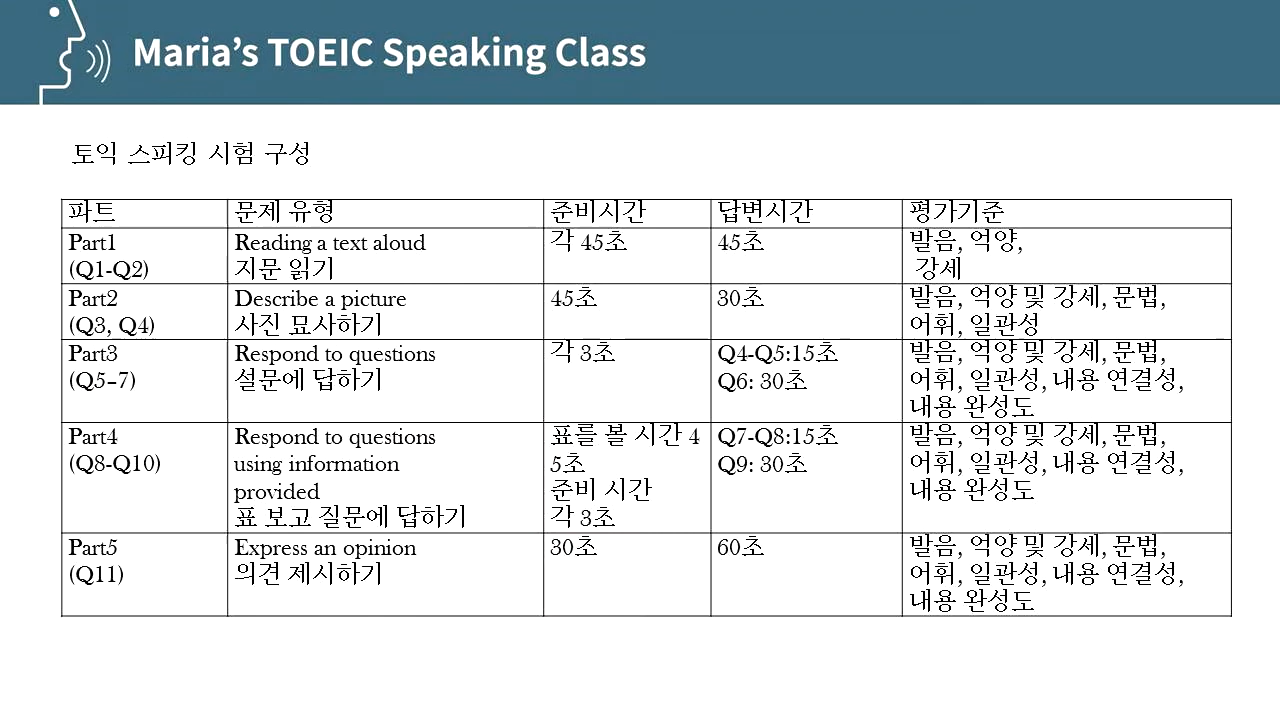 Maria's TOEIC Speaking Class
토익 스피킹 시험 구성
파트 문제 유형 준비시간 답변시간 평가기준
Part1
(Q1-Q2)
Reading a text aloud
지문 읽기
각 45초
45초
발음, 억양,
강세
Part2
(Q3, Q4)
Describe a picture
사진 묘사하기
45초
30초
발음, 억양 및 강세, 문법,
어휘, 일관성
Part3
(Q5–7)
Respond to questions
설문에 답하기
각 3초
Q4-Q5:15초
Q6: 30초
발음, 억양 및 강세, 문법,
어휘, 일관성, 내용 연결성,
내용 완성도
Part4
(Q8-Q10)
Respond to questions
using information
provided
표 보고 질문에 답하기
표를 볼 시간 4
5초
준비 시간
각 3초
Q7-Q8:15초
Q9: 30초
발음, 억양 및 강세, 문법,
어휘, 일관성, 내용 연결성,
내용 완성도
Part5
(Q11)
Express an opinion
의견 제시하기
30초
60초
발음, 억양 및 강세, 문법,
어휘, 일관성, 내용 연결성,
내용 완성도